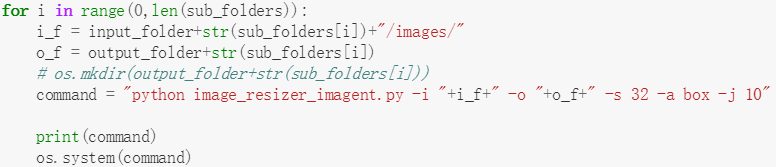 for i in range(0,len(sub_folders)):
    i_f = input_folder+str(sub_folders[i])+"/images/"
    o_f = output_folder+str(sub_folders[i])
    # os.mkdir(output_folder+str(sub_folders[i]))
    command = "python image_resizer_imagent.py -i "+i_f+" -o "+o_f+" -s 32 -a box -j 10"
    print(command)
    os.system(command)